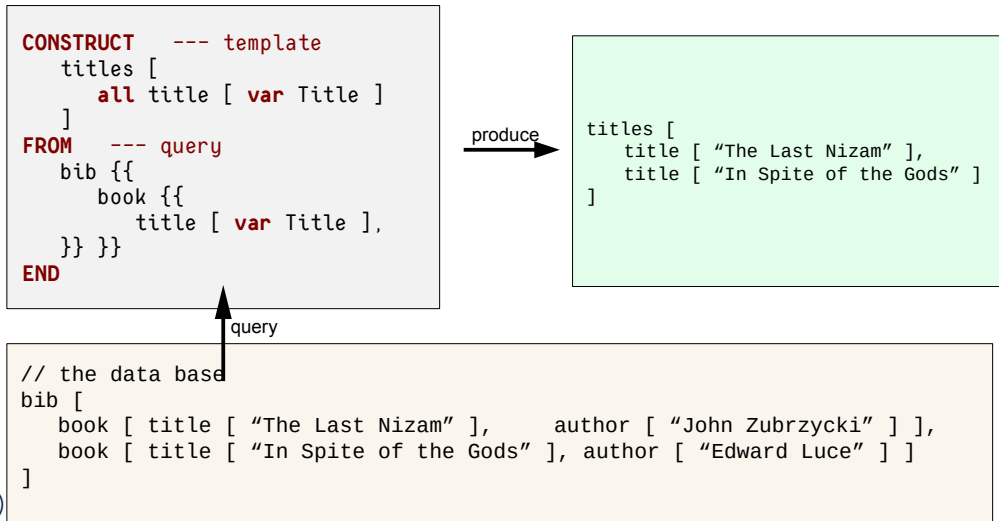 CONSTRUCT   --- template
   titles [
      all title [ var Title ]
   ]
FROM   --- query
   bib {{
      book {{
         title [ var Title ],
   }} }}
END
produce
titles [
   title [ “The Last Nizam” ],
   title [ “In Spite of the Gods” ]
]
query
// the data base
bib [
   book [ title [ “The Last Nizam” ],     author [ “John Zubrzycki” ] ],
   book [ title [ “In Spite of the Gods” ], author [ “Edward Luce” ] ]
]
)